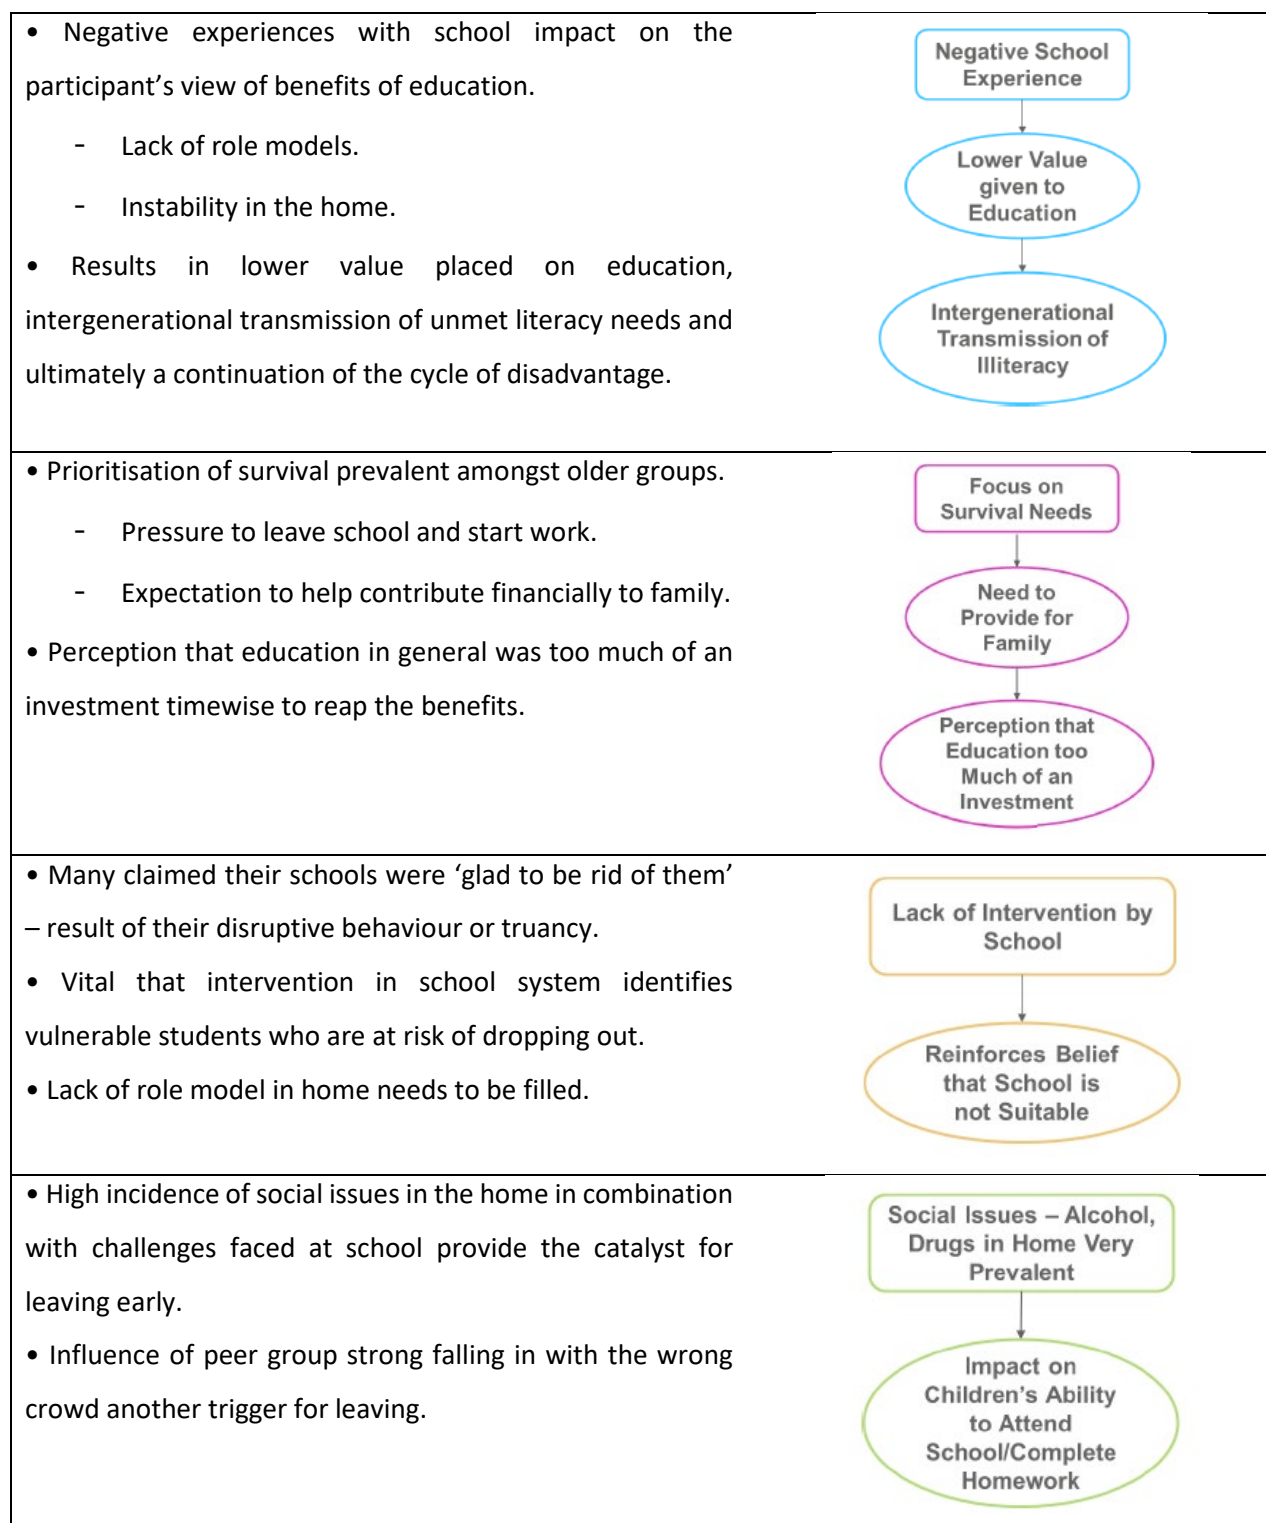 • Negative experiences with school impact on the
participant’s view of benefits of education.
- Lack of role models.
- Instability in the home.
• Results in lower value placed on education,
intergenerational transmission of unmet literacy needs and
ultimately a continuation of the cycle of disadvantage.
Negative School
Experience
Lower Value
given to
Education
Intergenerational
Transmission of
Illiteracy
• Prioritisation of survival prevalent amongst older groups.
- Pressure to leave school and start work.
- Expectation to help contribute financially to family.
• Perception that education in general was too much of an
investment timewise to reap the benefits.
Focus on
Survival Needs
Need to
Provide for
Family
Perception that
Education too
Much of an
Investment
• Many claimed their schools were ‘glad to be rid of them’
– result of their disruptive behaviour or truancy.
• Vital that intervention in school system identifies
vulnerable students who are at risk of dropping out.
• Lack of role model in home needs to be filled.
Lack of Intervention by
School
Reinforces Belief
that School is
not Suitable
• High incidence of social issues in the home in combination
with challenges faced at school provide the catalyst for
leaving early.
• Influence of peer group strong falling in with the wrong
crowd another trigger for leaving.
Social Issues – Alcohol,
Drugs in Home Very
Prevalent
Impact on
Children’s Ability
to Attend
School/Complete
Homework